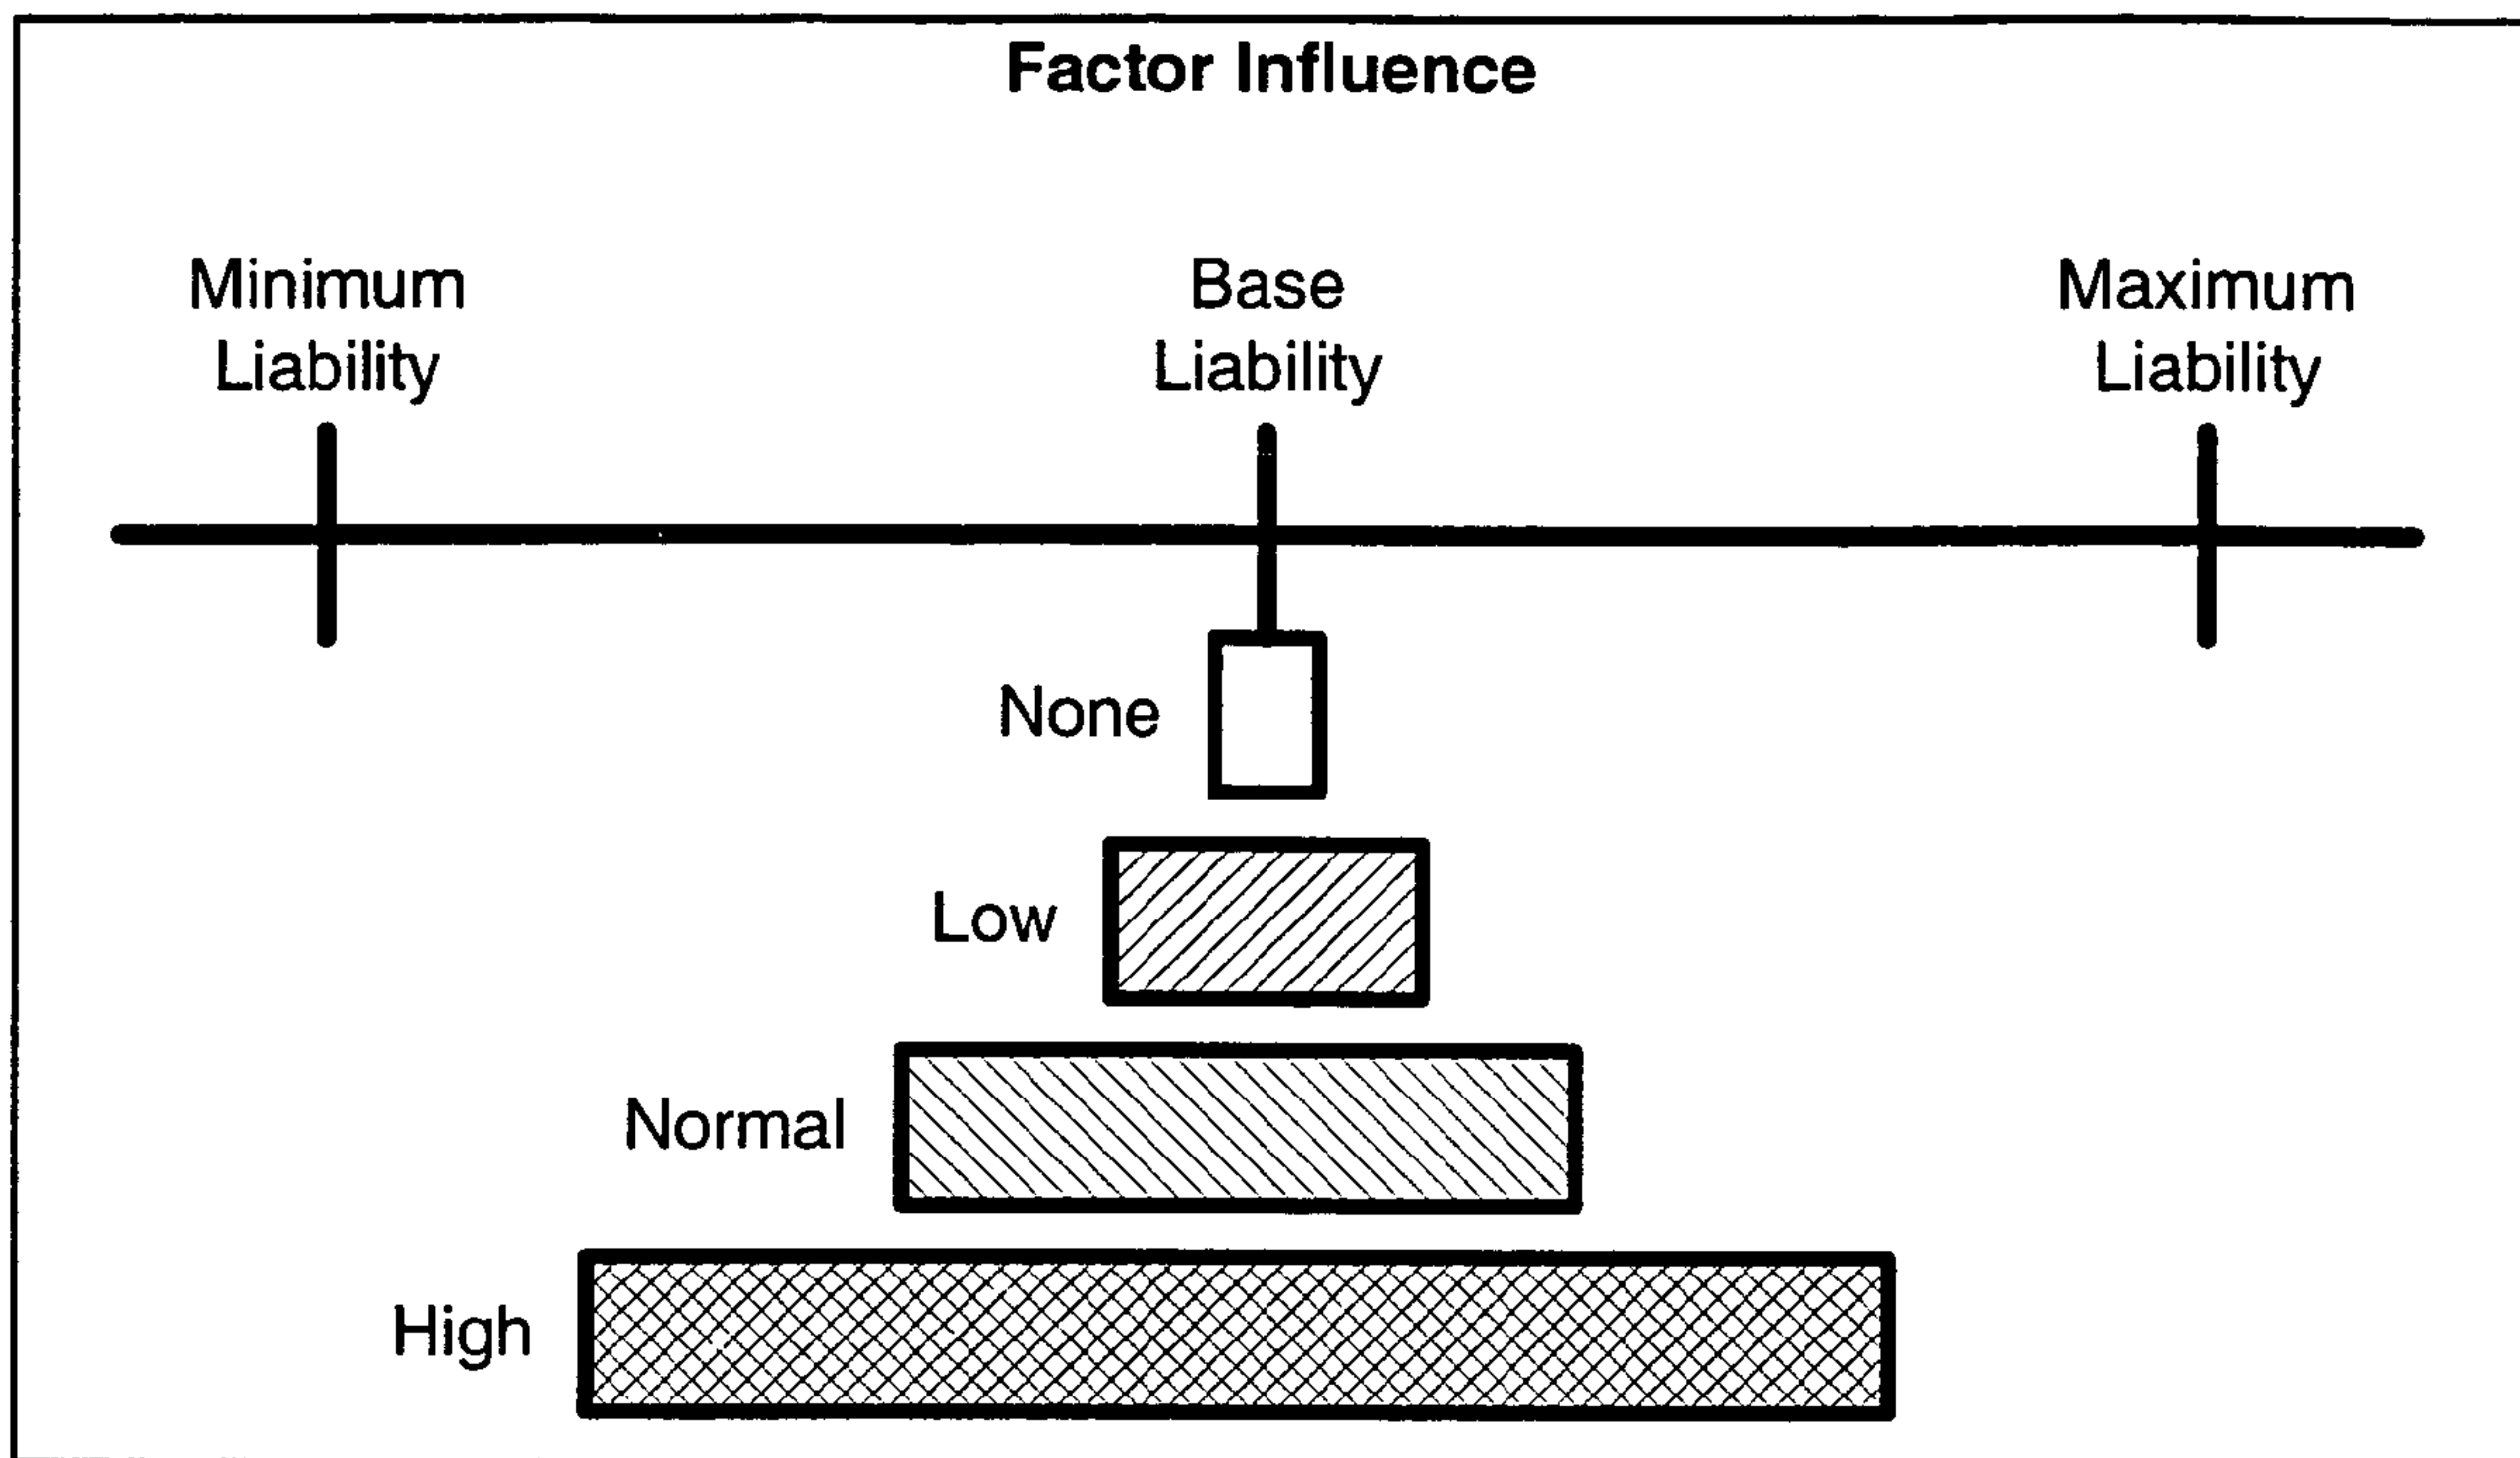 Factor Influence
Minimum
Liability
Base
Liability
Maximum
Liability
None
Low
Normal
High